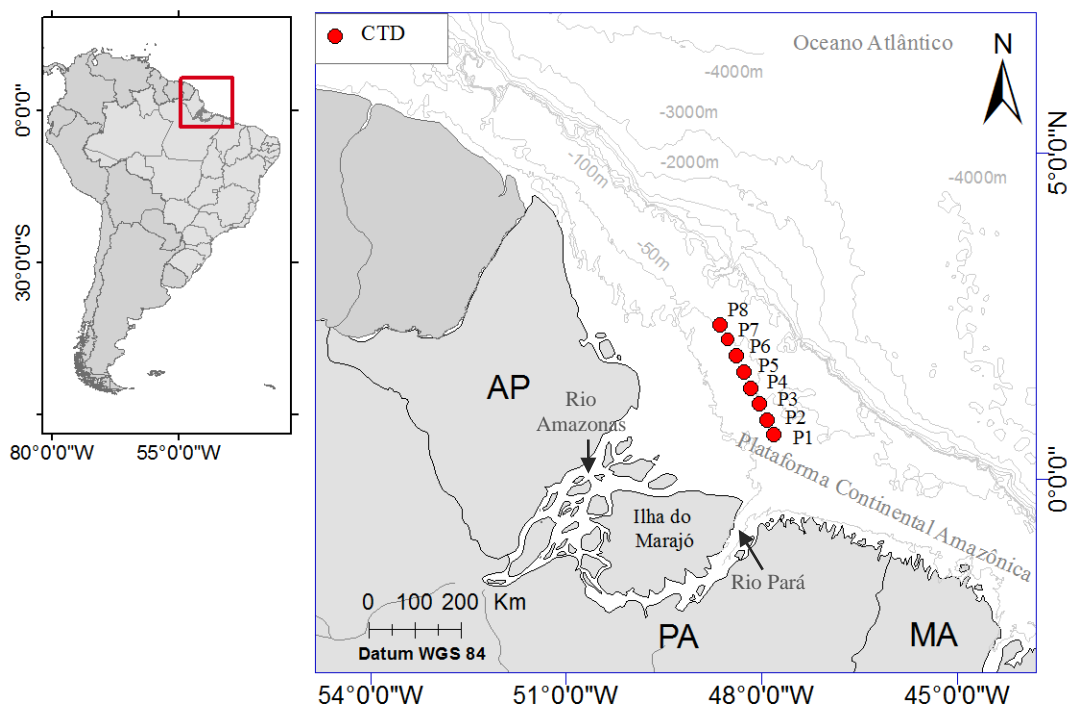 0°0'0"
30°0'0"S
80°0'0"W
55°0'0"W
CTD
Oceano Atlântico
N
-4000m
-3000m
-2000m
-100m
-4000m
-50m
5°0'0"N
0°0'0"
P8
P7
P6
P5
P4
P3
P2
P1
AP
Rio
Amazonas
Plataforma Continental Amazônica
Ilha do
Marajó
Rio Pará
0 100 200 Km
Datum WGS 84
PA
MA
54°0'0"W
51°0'0"W
48°0'0"W
45°0'0"W